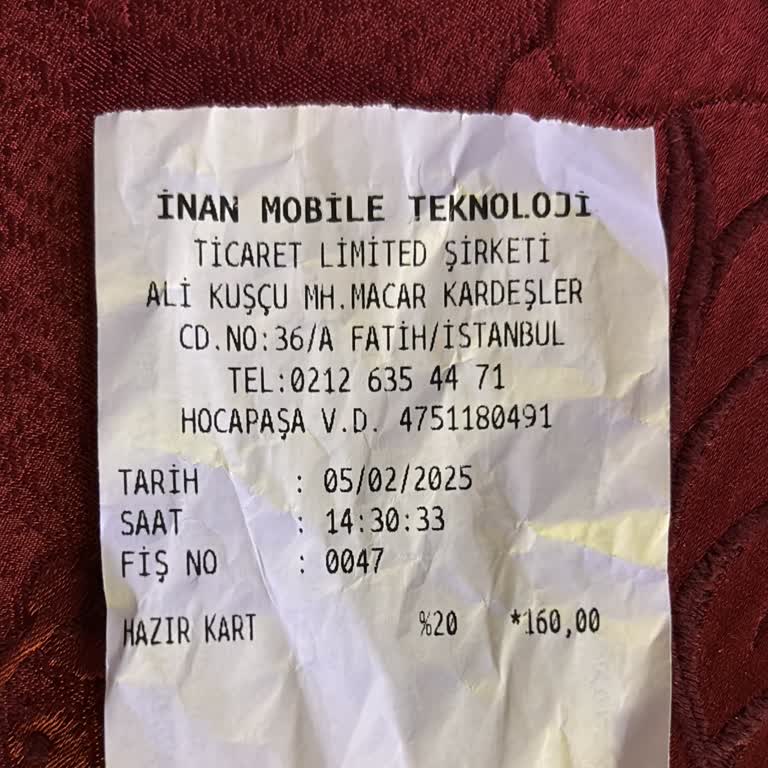 İNAN MOBİLE TEKNOLOJİ
TİCARET LİMİTED ŞİRKETİ
ALİ KUŞÇU MH.MACAR KARDEŞLER
CD.NO:36/A FATİH/İSTANBUL
TEL:0212 635 44 71
HOCAPAŞA V.D. 4751180491
TARİH : 05/02/2025
SAAT : 14:30:33
FİŞ NO : 0047
HAZIR KART %20 *160,00